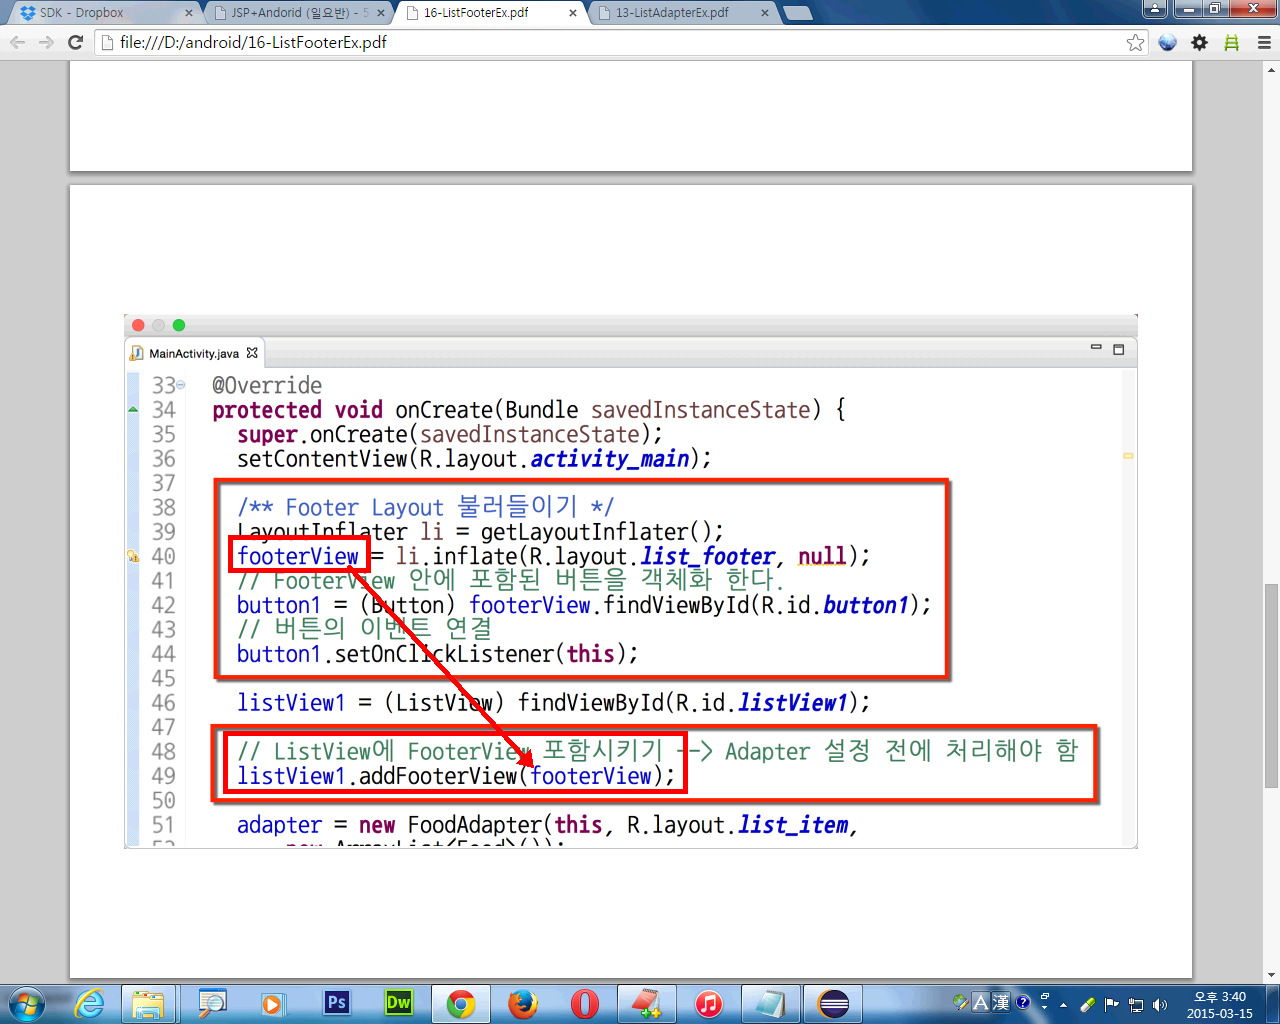 SDK - Dropbox
JSP+Andorid (일요반) - 5
16-ListFooterEx.pdf
13-ListAdapterEx.pdf
file:///D:/android/16-ListFooterEx.pdf
MainActivity.java
33 @Override
34 protected void onCreate(Bundle savedInstanceState) {
35 super.onCreate(savedInstanceState);
36 setContentView(R.layout.activity_main);
37
38 /** Footer Layout 불러들이기 */
39 LayoutInflater li = getLayoutInflater();
40 footerView = li.inflate(R.layout.list_footer, null);
41 // FooterView 안에 포함된 버튼을 객체화 한다.
42 button1 = (Button) footerView.findViewById(R.id.button1);
43 // 버튼의 이벤트 연결
44 button1.setOnClickListener(this);
45
46 listView1 = (ListView) findViewById(R.id.listView1);
47
48 // ListView에 FooterView 포함시키기 --> Adapter 설정 전에 처리해야 함
49 listView1.addFooterView(footerView);
50
51 adapter = new FoodAdapter(this, R.layout.list_item,
52 new ArrayList<Food>());
Ps
Dw
A 漢
오후 3:40
2015-03-15